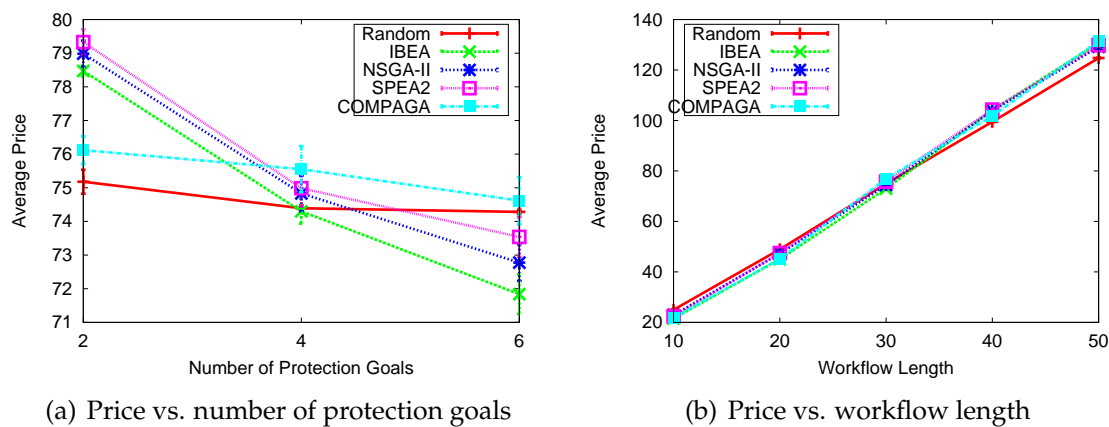 80
79
78
77
76
75
74
73
72
71
2
4
6
Average Price
Number of Protection Goals
Random
IBEA
NSGA-II
SPEA2
COMPAGA
(a) Price vs. number of protection goals
140
120
100
80
60
40
20
10
20
30
40
50
Average Price
Workflow Length
Random
IBEA
NSGA-II
SPEA2
COMPAGA
(b) Price vs. workflow length